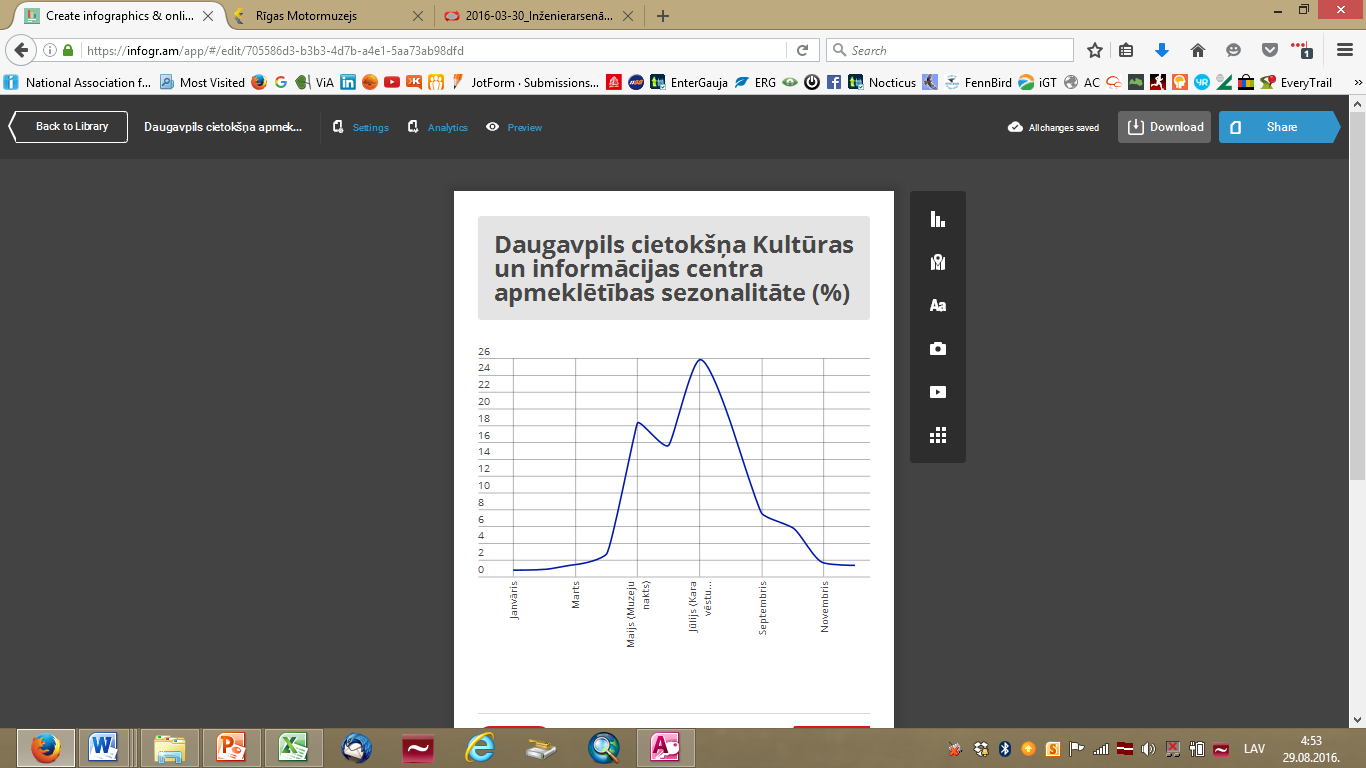 Create infographics & onli...
Rīgas Motormuzejs
2016-03-30_Inženierarsenā...
https://infogr.am/app/#/edit/705586d3-b3b3-4d7b-a4e1-5aa73ab98dfd
Search
National Association f...
Most Visited
ViA
JotForm · Submissions...
EnterGauja
ERG
Nocticus
FennBird
iGT
AC
EveryTrail
Back to Library
Daugavpils cietokšņa apmek...
Settings
Analytics
Preview
All changes saved
Download
Share
Daugavpils cietokšņa Kultūras
un informācijas centra
apmeklētības sezonalitāte (%)
26
24
22
20
18
16
14
12
10
8
6
4
2
0
Janvāris
Marts
Maijs (Muzeju
nakts)
Jūlijs (Kara
vēstu...
Septembris
Novembris
Aa
LAV
4:53
29.08.2016.